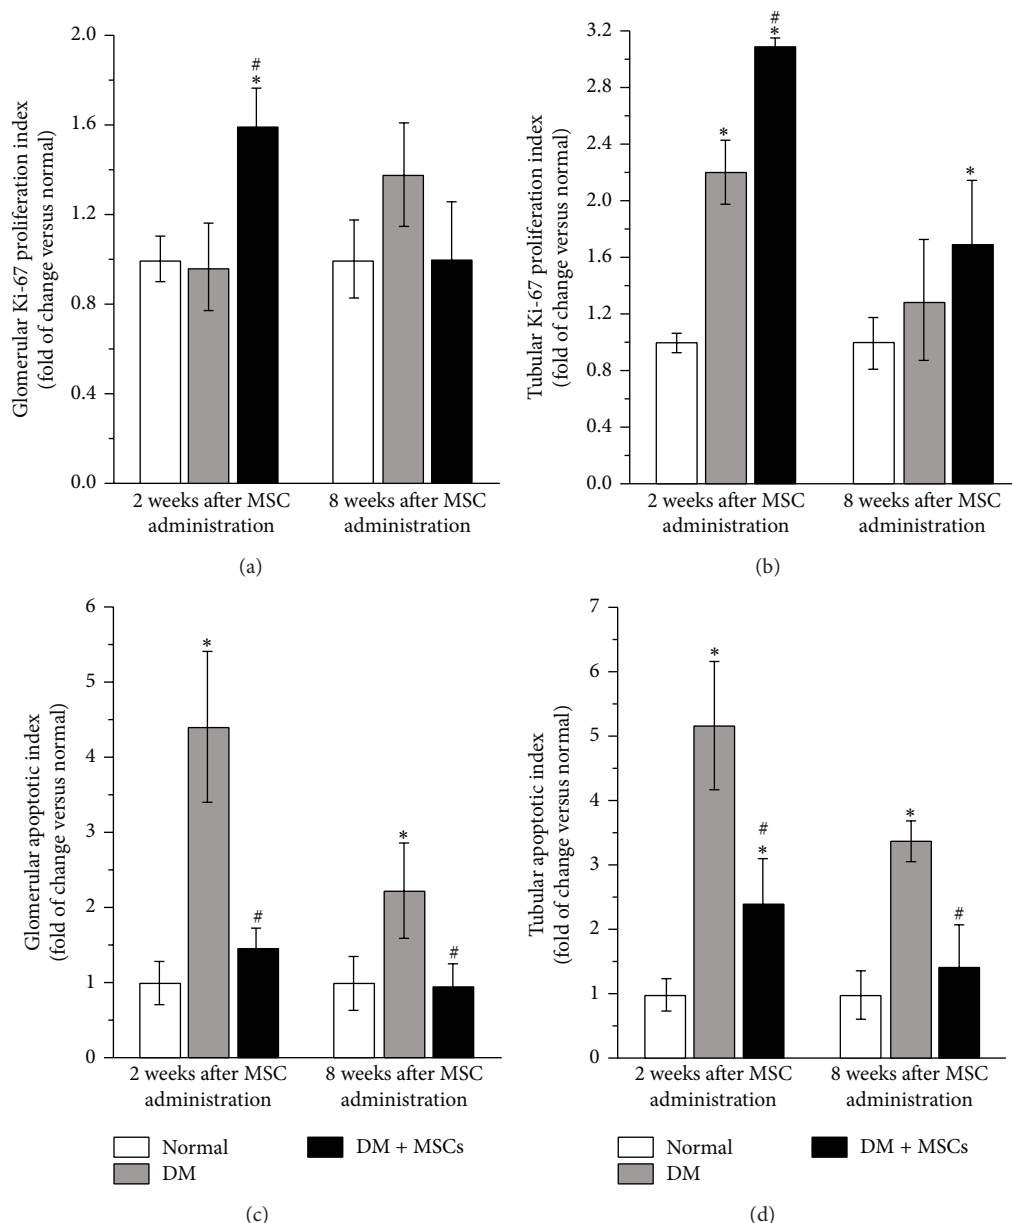 Glomerular Ki-67 proliferation index
(fold of change versus normal)
2.0
1.6
1.2
0.8
0.4
0.0
#
*
2 weeks after MSC
administration
8 weeks after MSC
administration
(a)
Tubular Ki-67 proliferation index
(fold of change versus normal)
3.2
2.8
2.4
2.0
1.6
1.2
0.8
0.4
0.0
*
#
*
*
2 weeks after MSC
administration
8 weeks after MSC
administration
(b)
Glomerular apoptotic index
(fold of change versus normal)
6
5
4
3
2
1
0
*
#
*
#
2 weeks after MSC
administration
8 weeks after MSC
administration
Normal
DM
DM + MSCs
(c)
Tubular apoptotic index
(fold of change versus normal)
7
6
5
4
3
2
1
0
*
#
*
*
#
2 weeks after MSC
administration
8 weeks after MSC
administration
Normal
DM
DM + MSCs
(d)